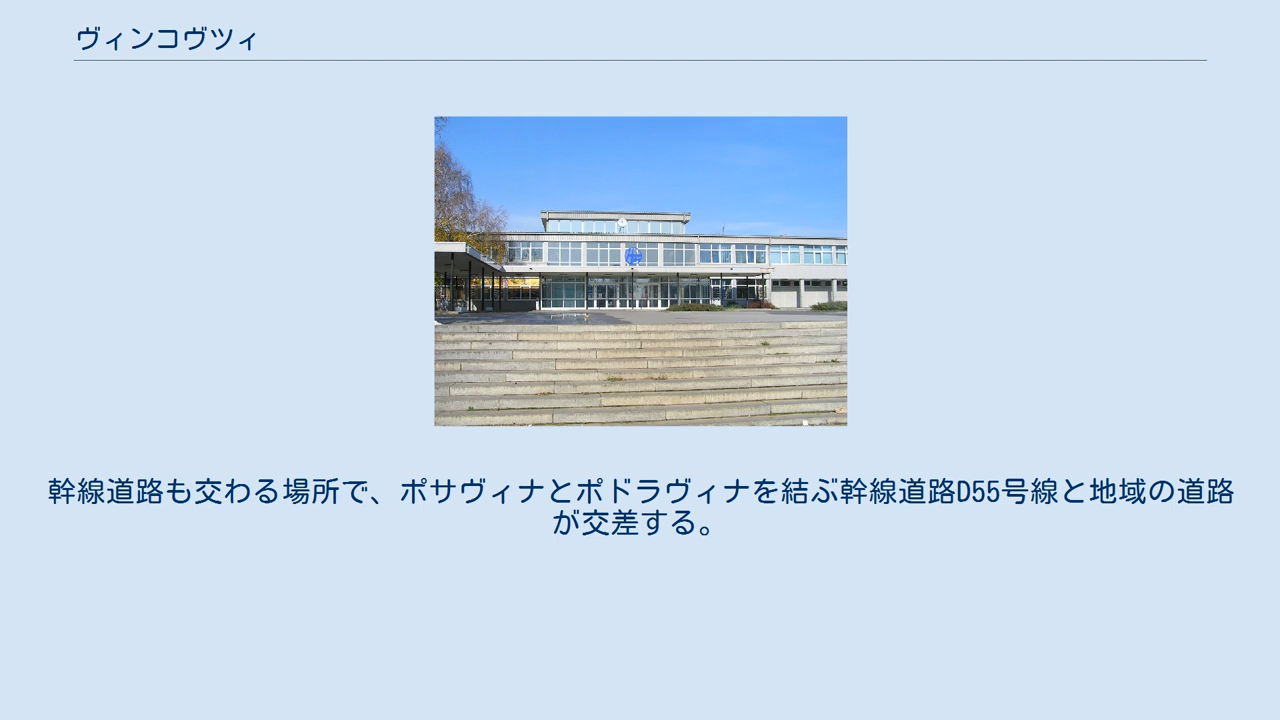 ヴィンコヴツィ
幹線道路も交わる場所で、ポサヴィナとポドラヴィナを結ぶ幹線道路D55号線と地域の道路
が交差する。